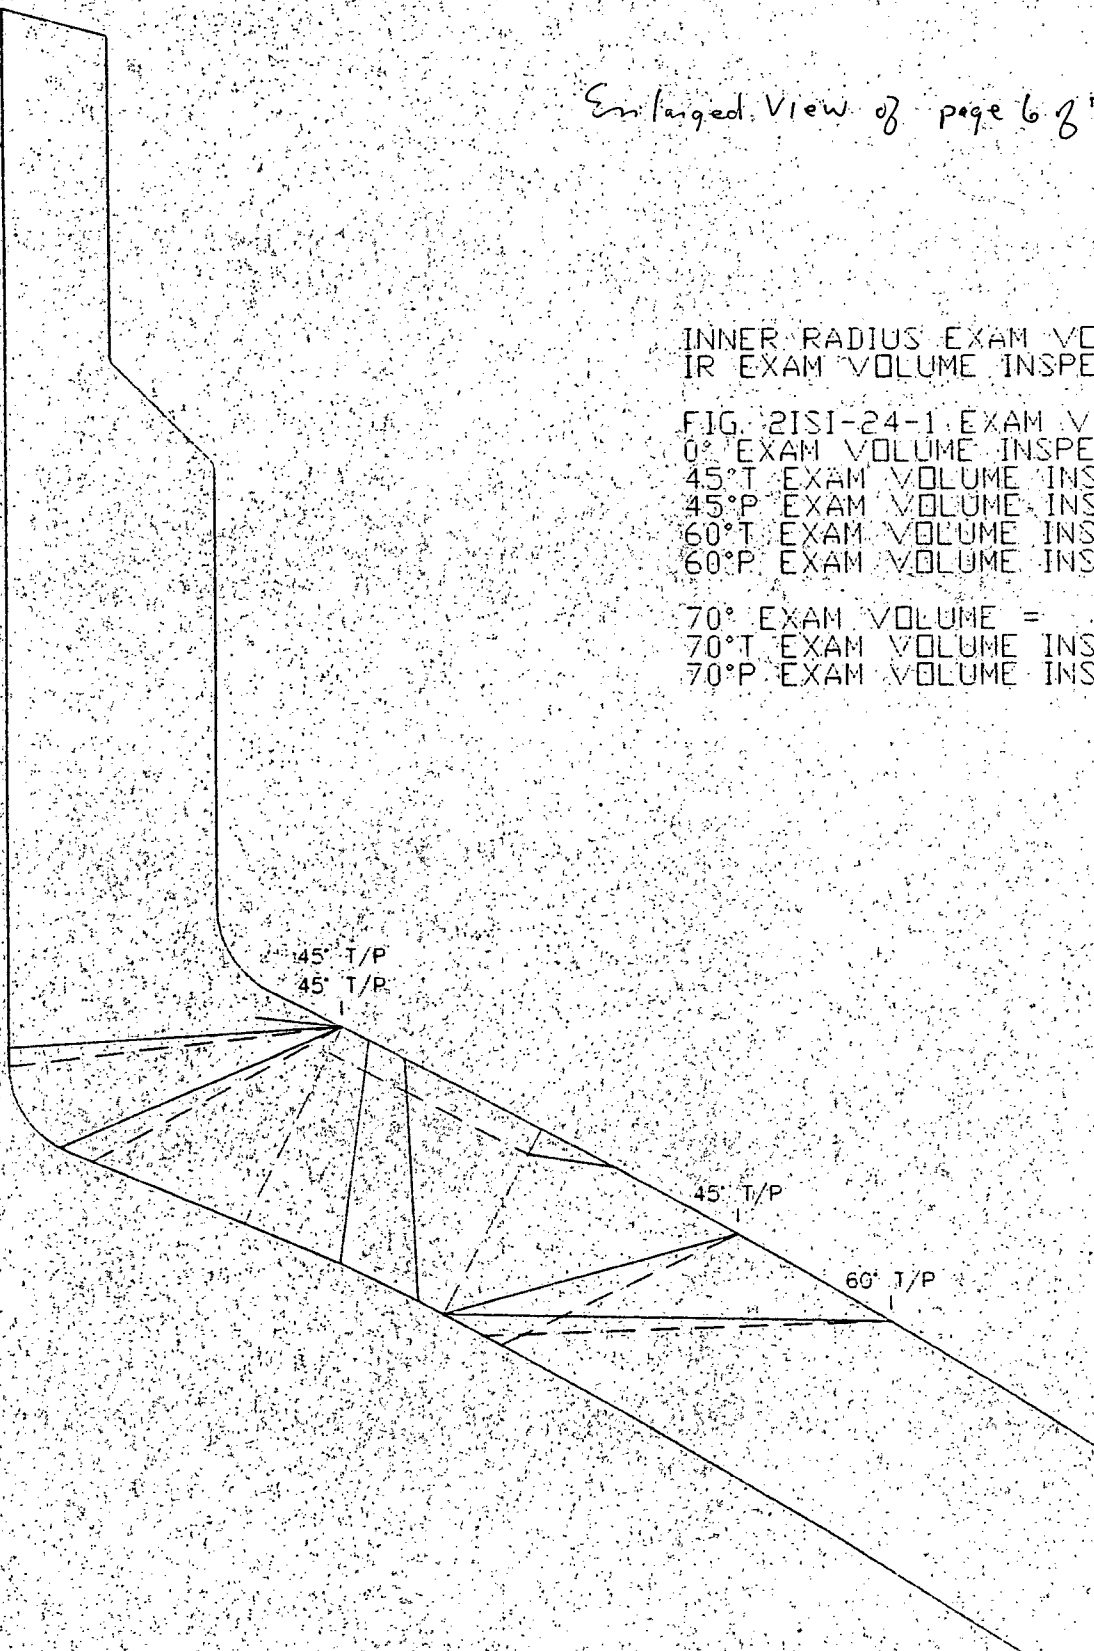 Enlarged View of page 6 of "
INNER RADIUS EXAM VO
IR EXAM VOLUME INSPE
FIG. 2ISI-24-1 EXAM V
0° EXAM VOLUME INSPE
45°T EXAM VOLUME INS
45°P EXAM VOLUME INS
60°T EXAM VOLUME INS
60°P EXAM VOLUME INS
70° EXAM VOLUME =
70°T EXAM VOLUME INS
70°P EXAM VOLUME INS
45° T/P
45° T/P
45° T/P
60° T/P